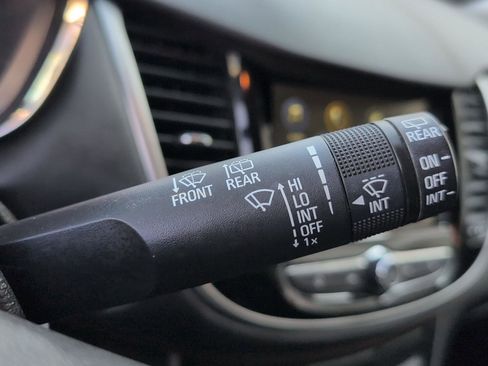 FRONT
REAR
HI
LO
INT
OFF
1x
INT
REAR
ON
OFF
INT